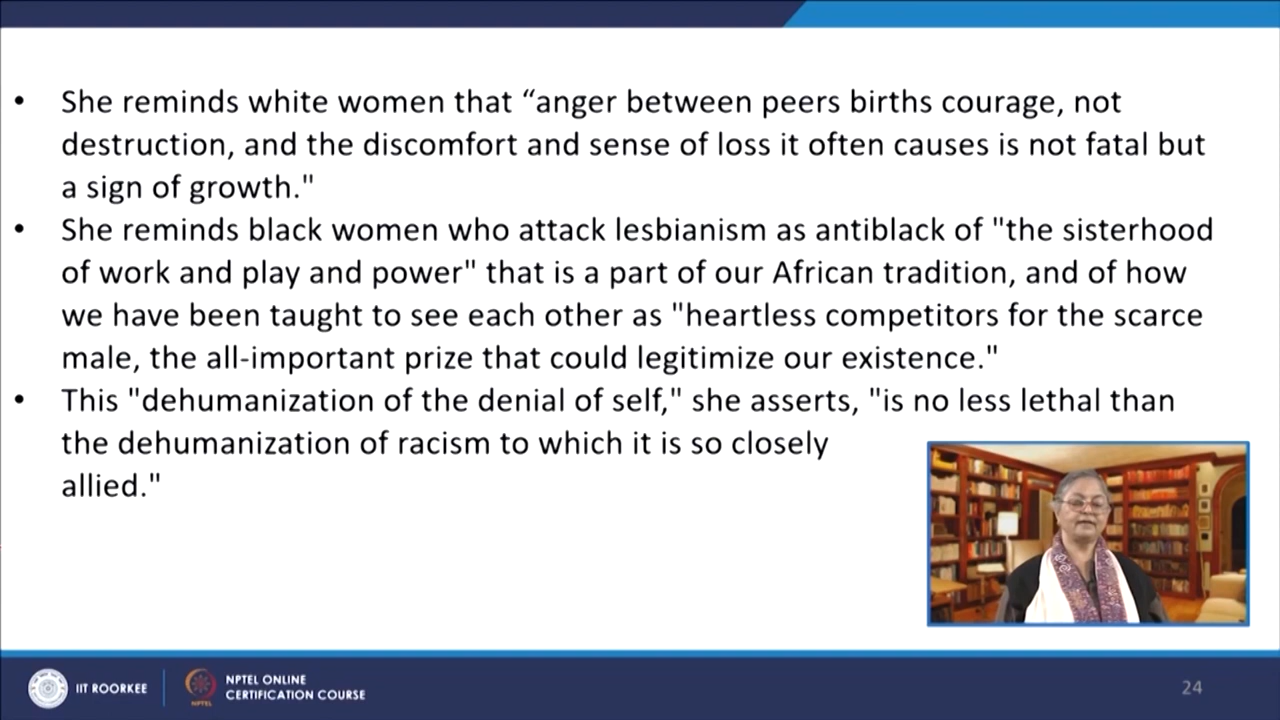 • She reminds white women that “anger between peers births courage, not
destruction, and the discomfort and sense of loss it often causes is not fatal but
a sign of growth."
• She reminds black women who attack lesbianism as antiblack of "the sisterhood
of work and play and power" that is a part of our African tradition, and of how
we have been taught to see each other as "heartless competitors for the scarce
male, the all-important prize that could legitimize our existence."
• This "dehumanization of the denial of self," she asserts, "is no less lethal than
the dehumanization of racism to which it is so closely
allied."
IIT ROORKEE
NPTEL
NPTEL ONLINE
CERTIFICATION COURSE
24